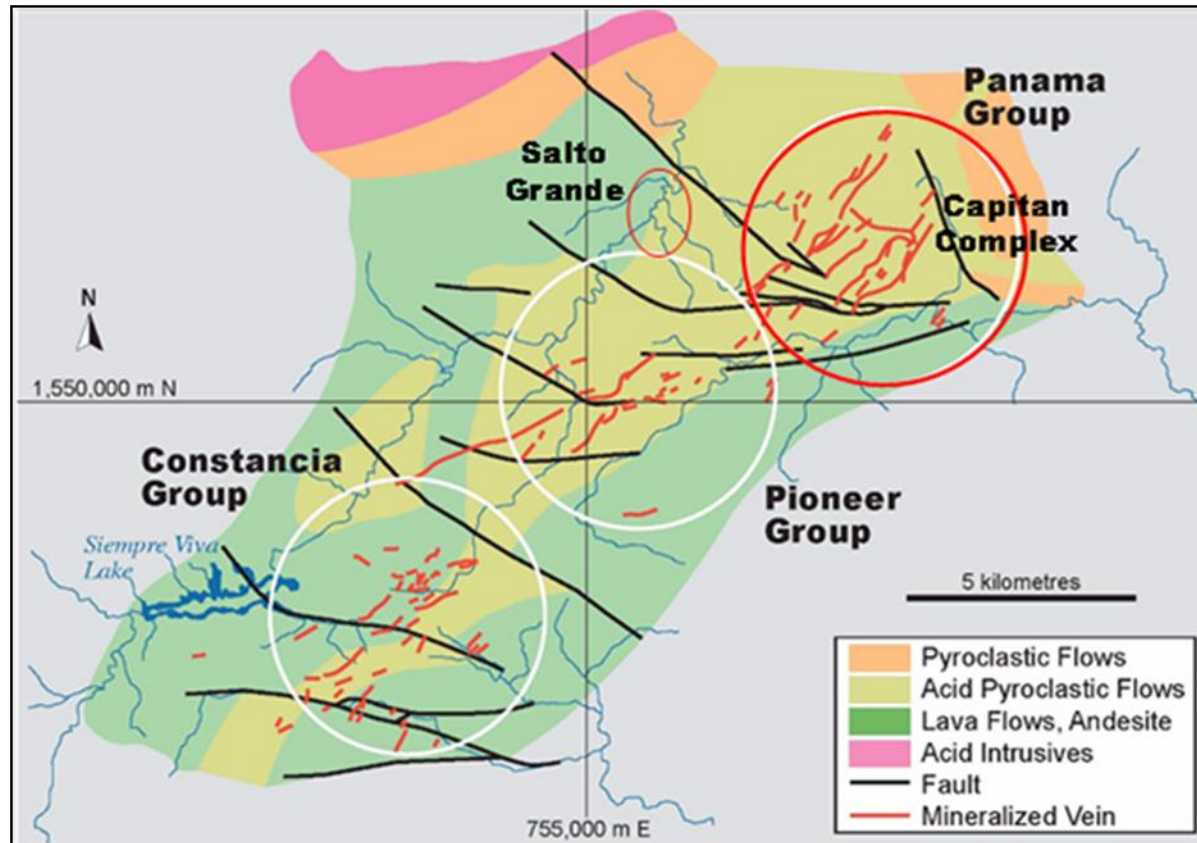 Panama
Group
Salto
Grande
Capitan
Complex
N
1,550,000 m N
Constancia
Group
Pioneer
Group
Siempre Viva
Lake
5 kilometres
Pyroclastic Flows
Acid Pyroclastic Flows
Lava Flows, Andesite
Acid Intrusives
Fault
Mineralized Vein
755,000 m E